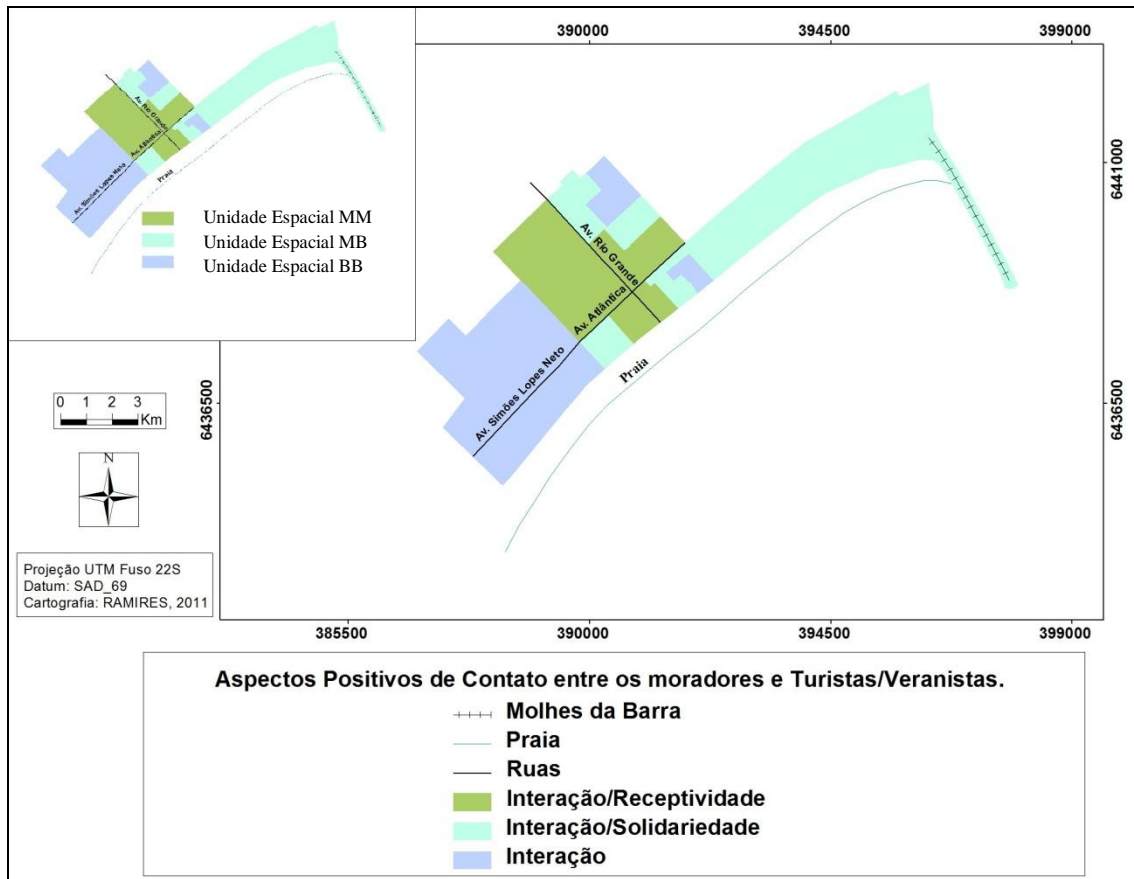 390000
394500
399000
Av. Rio Grande
Av. Atlântica
Av. Simões Lopes Neto
Praia
Unidade Espacial MM
Unidade Espacial MB
Unidade Espacial BB
6441000
6436500
Av. Rio Grande
Av. Atlântica
Av. Simões Lopes Neto
Praia
0 1 2 3
Km
N
Projeção UTM Fuso 22S
Datum: SAD_69
Cartografia: RAMIRES, 2011
385500
390000
394500
399000
Aspectos Positivos de Contato entre os moradores e Turistas/Veranistas.
Molhes da Barra
Praia
Ruas
Interação/Receptividade
Interação/Solidariedade
Interação